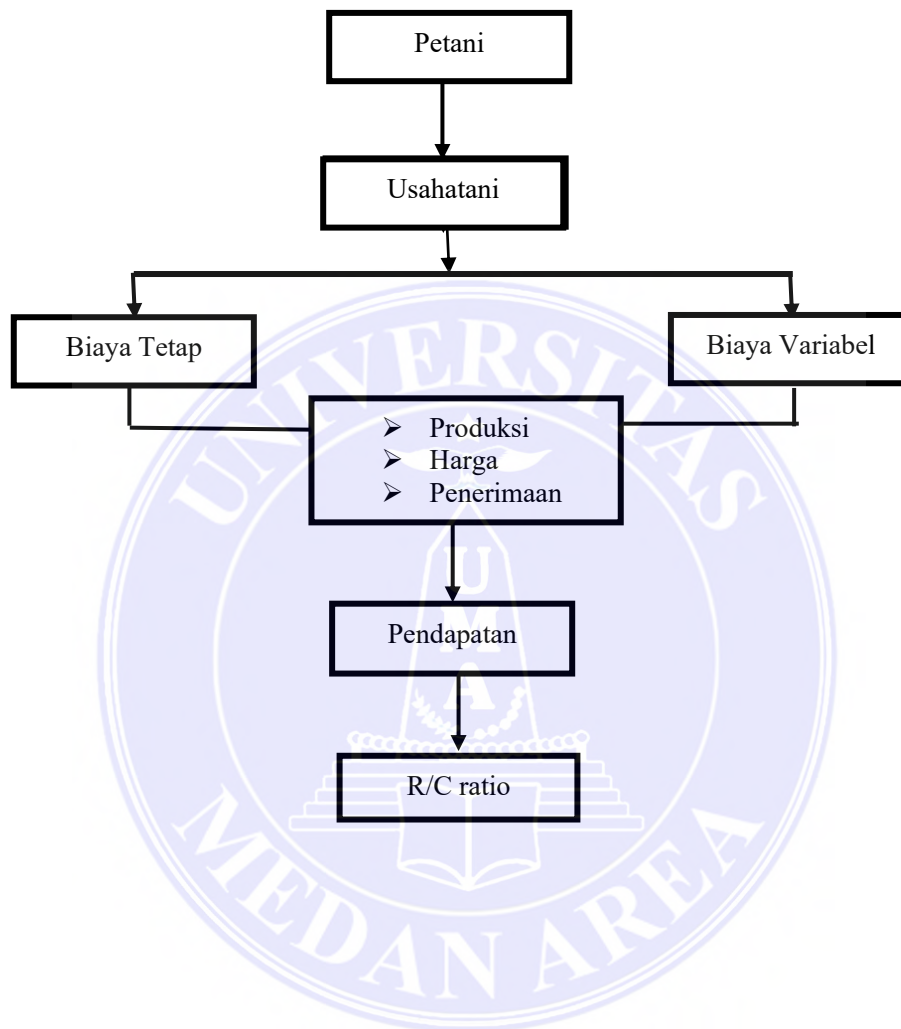 Petani
Usahatani
Biaya Tetap
Biaya Variabel
➢ Produksi
➢ Harga
➢ Penerimaan
Pendapatan
R/C ratio
UNIVERSITAS
U
M
A
MEDAN AREA